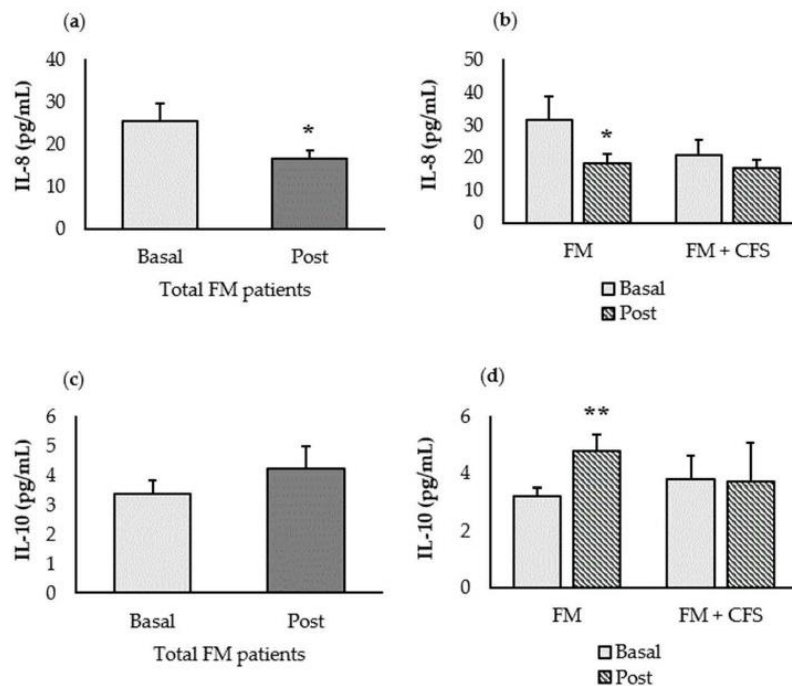 (a)
IL-8 (pg/mL)
40
30
20
10
0
*
Basal Post
Total FM patients
(b)
IL-8 (pg/mL)
50
40
30
20
10
0
*
FM FM + CFS
Basal
Post
(c)
IL-10 (pg/mL)
6
5
4
3
2
1
0
Basal Post
Total FM patients
(d)
IL-10 (pg/mL)
6
4
2
0
**
FM FM + CFS
Basal
Post